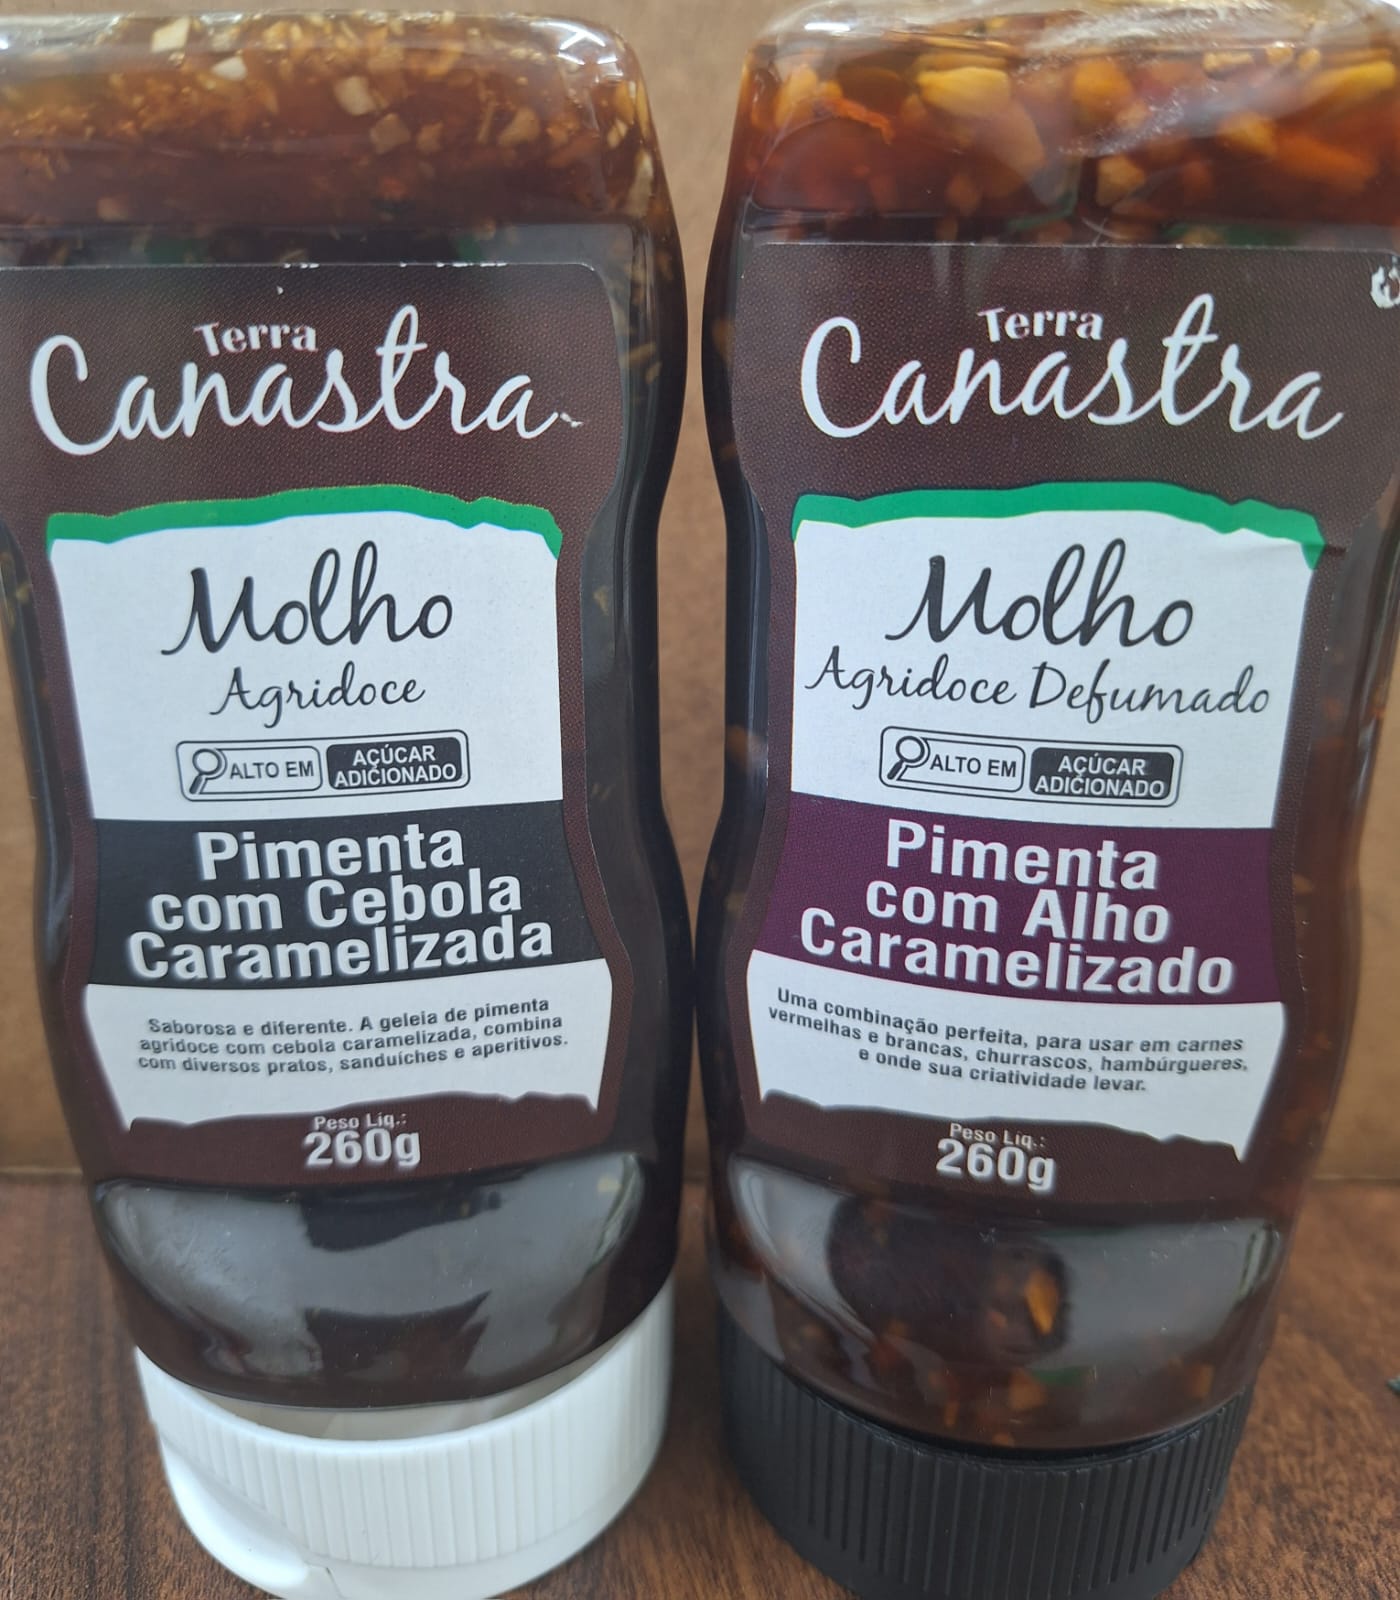 Terra
Canastra
Molho
Agridoce
ALTO EM
AÇÚCAR
ADICIONADO
Pimenta
com Cebola
Caramelizada
Saborosa e diferente. A geleia de pimenta
agridoce com cebola caramelizada, combina
com diversos pratos, sanduíches e aperitivos.
Peso Líq.:
260g
Terra
Canastra
Molho
Agridoce Defumado
ALTO EM
AÇÚCAR
ADICIONADO
Pimenta
com Alho
Caramelizado
Uma combinação perfeita, para usar em carnes
vermelhas e brancas, churrascos, hambúrgueres,
e onde sua criatividade levar.
Peso Líq.:
260g